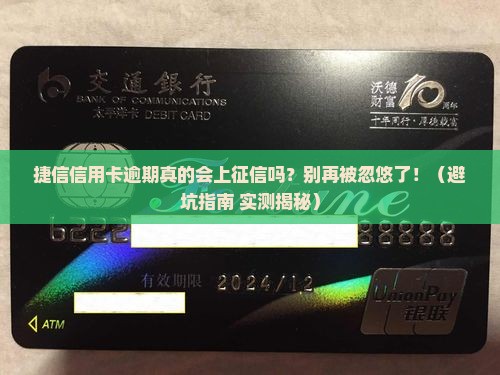 交通銀行
BANK OF COMMUNICATIONS
太平洋卡 DEBIT CARD
沃德
财富 10 周年
十年同行·厚德载富
捷信信用卡逾期真的会上征信吗？别再被忽悠了！（避
坑指南 实测揭秘）
6222 88888
有效期限 2024/12
ATM
UnionPay
银联